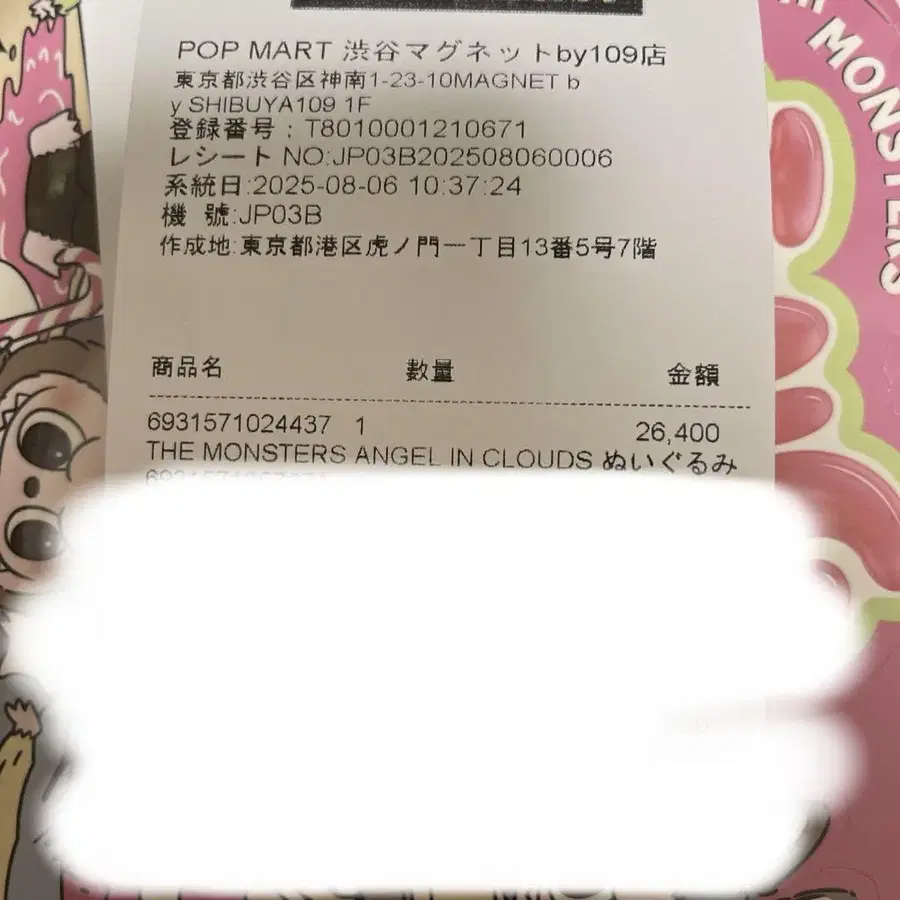 POP MART 渋谷マグネットby109店
東京都渋谷区神南1-23-10MAGNET b
y SHIBUYA109 1F
登録番号：T8010001210671
レシート NO:JP03B202508060006
系統日:2025-08-06 10:37:24
機 號:JP03B
作成地:東京都港区虎ノ門一丁目13番5号7階
商品名 數量 金額
6931571024437 1 26,400
THE MONSTERS ANGEL IN CLOUDS ぬいぐるみ
MONSTERS